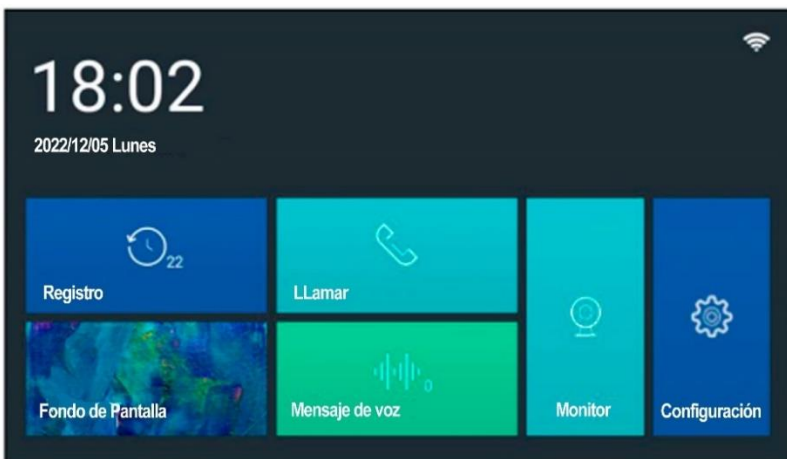 18:02
2022/12/05 Lunes
22
Registro
LLamar
Fondo de Pantalla
0
Mensaje de voz
Monitor
Configuración